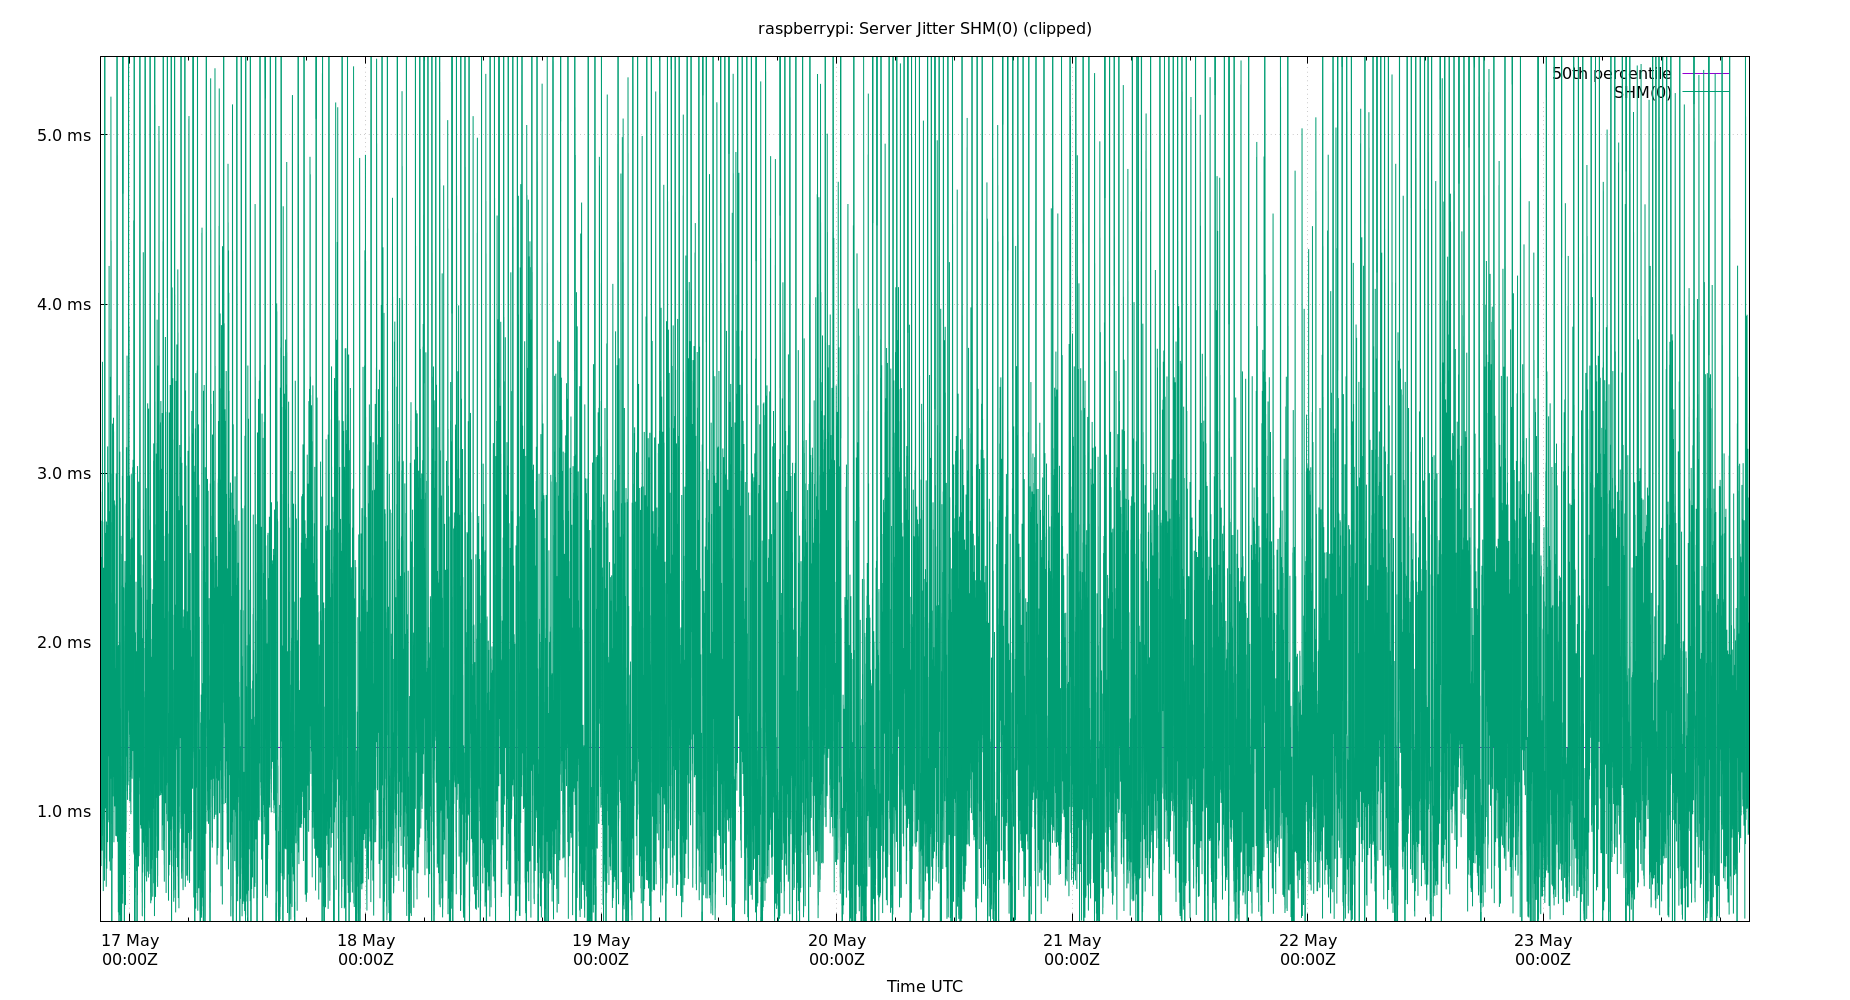 raspberrypi: Server Jitter SHM(0) (clipped)
50th percentile
SHM(0)
5.0 ms
4.0 ms
3.0 ms
2.0 ms
1.0 ms
17 May 18 May 19 May 20 May 21 May 22 May 23 May
00:00Z 00:00Z 00:00Z 00:00Z 00:00Z 00:00Z 00:00Z
Time UTC